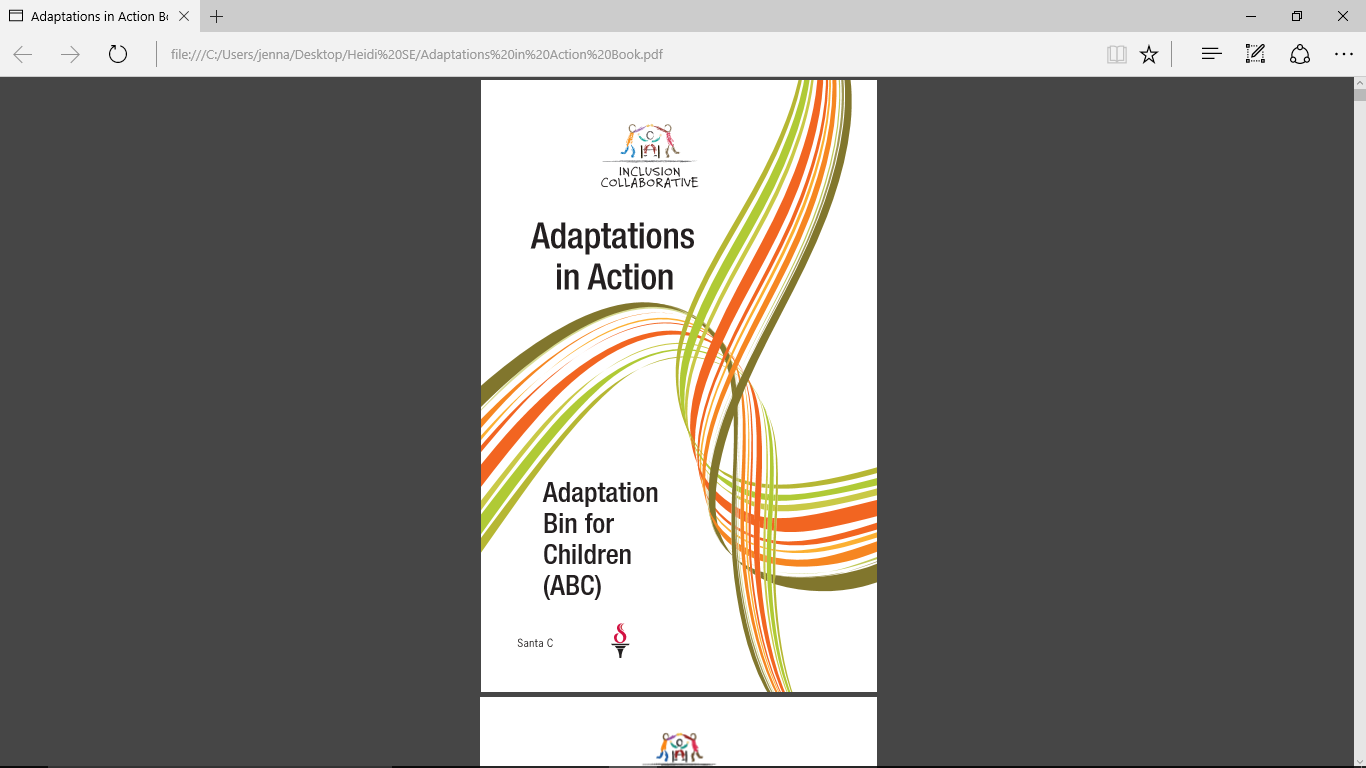 Adaptations in Action Bo
file:///C:/Users/jenna/Desktop/Heidi%20SE/Adaptations%20in%20Action%20Book.pdf
INCLUSION
COLLABORATIVE
Adaptations
in Action
Adaptation
Bin for
Children
(ABC)
Santa C